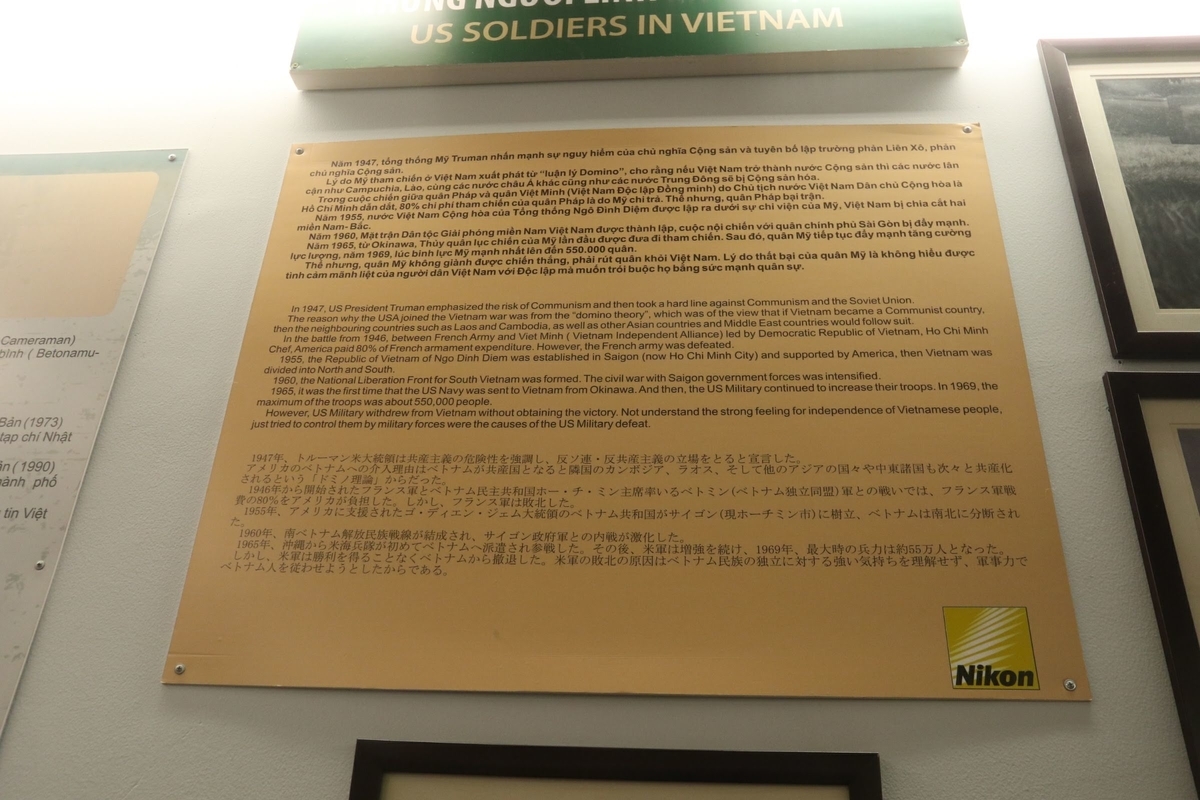 US SOLDIERS IN VIETNAM
Năm 1947, tổng thống Mỹ Truman nhấn mạnh sự nguy hiểm của chủ nghĩa Cộng sản và tuyên bố lập trường phản Liên Xô, phản
chủ nghĩa Cộng sản.
Lý do Mỹ tham chiến ở Việt Nam xuất phát từ “luận lý Domino”, cho rằng nếu Việt Nam trở thành nước Cộng sản thì các nước lân
cận như Campuchia, Lào, cùng các nước châu Á khác cũng như các nước Trung Đông sẽ bị Cộng sản hóa.
Trong cuộc chiến giữa quân Pháp và quân Việt Minh (Việt Nam Độc lập Đồng minh) do Chủ tịch nước Việt Nam Dân chủ Cộng hòa là
Hồ Chí Minh dẫn dắt, 80% chi phí tham chiến của quân Pháp là do Mỹ chi trả. Thế nhưng, quân Pháp bại trận.
Năm 1955, nước Việt Nam Cộng hòa của Tổng thống Ngô Đình Diệm được lập ra dưới sự chi viện của Mỹ, Việt Nam bị chia cắt hai
miền Nam- Bắc.
Năm 1960, Mặt trận Dân tộc Giải phóng miền Nam Việt Nam được thành lập, cuộc nội chiến với quân chính phủ Sài Gòn bị đẩy mạnh.
Năm 1965, từ Okinawa, Thủy quân lục chiến của Mỹ lần đầu được đưa đi tham chiến. Sau đó, quân Mỹ tiếp tục đẩy mạnh tăng cường
lực lượng, năm 1969, lúc binh lực Mỹ mạnh nhất lên đến 550.000 quân.
Thế nhưng, quân Mỹ không giành được chiến thắng, phải rút quân khỏi Việt Nam. Lý do thất bại của quân Mỹ là không hiểu được
tình cảm mãnh liệt của người dân Việt Nam với Độc lập mà muốn trói buộc họ bằng sức mạnh quân sự.
In 1947, US President Truman emphasized the risk of Communism and then took a hard line against Communism and the Soviet Union.
The reason why the USA joined the Vietnam war was from the “domino theory”, which was of the view that if Vietnam became a Communist country,
then the neighbouring countries such as Laos and Cambodia, as well as other Asian countries and Middle East countries would follow suit.
In the battle from 1946, between French Army and Viet Minh ( Vietnam Independent Alliance) led by Democratic Republic of Vietnam, Ho Chi Minh
Chef, America paid 80% of French armament expenditure. However, the French army was defeated.
1955, the Republic of Vietnam of Ngo Dinh Diem was established in Saigon (now Ho Chi Minh City) and supported by America, then Vietnam was
divided into North and South.
1960, the National Liberation Front for South Vietnam was formed. The civil war with Saigon government forces was intensified.
1965, it was the first time that the US Navy was sent to Vietnam from Okinawa. And then, the US Military continued to increase their troops. In 1969, the
maximum of the troops was about 550,000 people.
However, US Military withdrew from Vietnam without obtaining the victory. Not understand the strong feeling for independence of Vietnamese people,
just tried to control them by military forces were the causes of the US Military defeat.
1947年、トルーマン米大統領は共産主義の危険性を強調し、反ソ連・反共産主義の立場をとると宣言した。
アメリカのベトナムへの介入理由はベトナムが共産国となると隣国のカンボジア、ラオス、そして他のアジアの国々や中東諸国も次々と共産化
されるという「ドミノ理論」からだった。
1946年から開始されたフランス軍とベトナム民主共和国ホー・チ・ミン主席率いるベトミン(ベトナム独立同盟)軍との戦いでは、フランス軍戦
費の80%をアメリカが負担した。しかし、フランス軍は敗北した。
1955年、アメリカに支援されたゴ・ディエン・ジェム大統領のベトナム共和国がサイゴン(現ホーチミン市)に樹立、ベトナムは南北に分断され
た。
1960年、南ベトナム解放民族戦線が結成され、サイゴン政府軍との内戦が激化した。
1965年、沖縄から米海兵隊が初めてベトナムへ派遣され参戦した。その後、米軍は増強を続け、1969年、最大時の兵力は約55万人となった。
しかし、米軍は勝利を得ることなくベトナムから撤退した。米軍の敗北の原因はベトナム民族の独立に対する強い気持ちを理解せず、軍事力で
ベトナム人を従わせようとしたからである。
Nikon
Cameraman)
bình ( Betonamu-
Bản (1973)
tạp chí Nhật
(1990)
phố
tin Việt